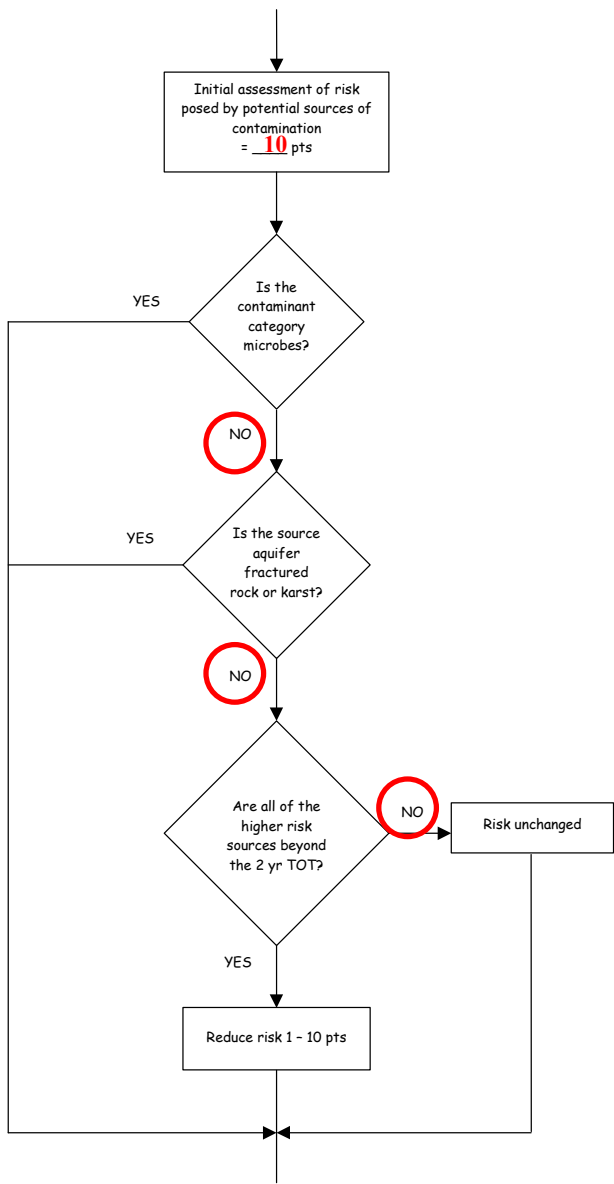 Initial assessment of risk
posed by potential sources of
contamination
= 10 pts
YES
Is the
contaminant
category
microbes?
NO
YES
Is the source
aquifer
fractured
rock or karst?
NO
Are all of the
higher risk
sources beyond
the 2 yr TOT?
NO
Risk unchanged
YES
Reduce risk 1 – 10 pts